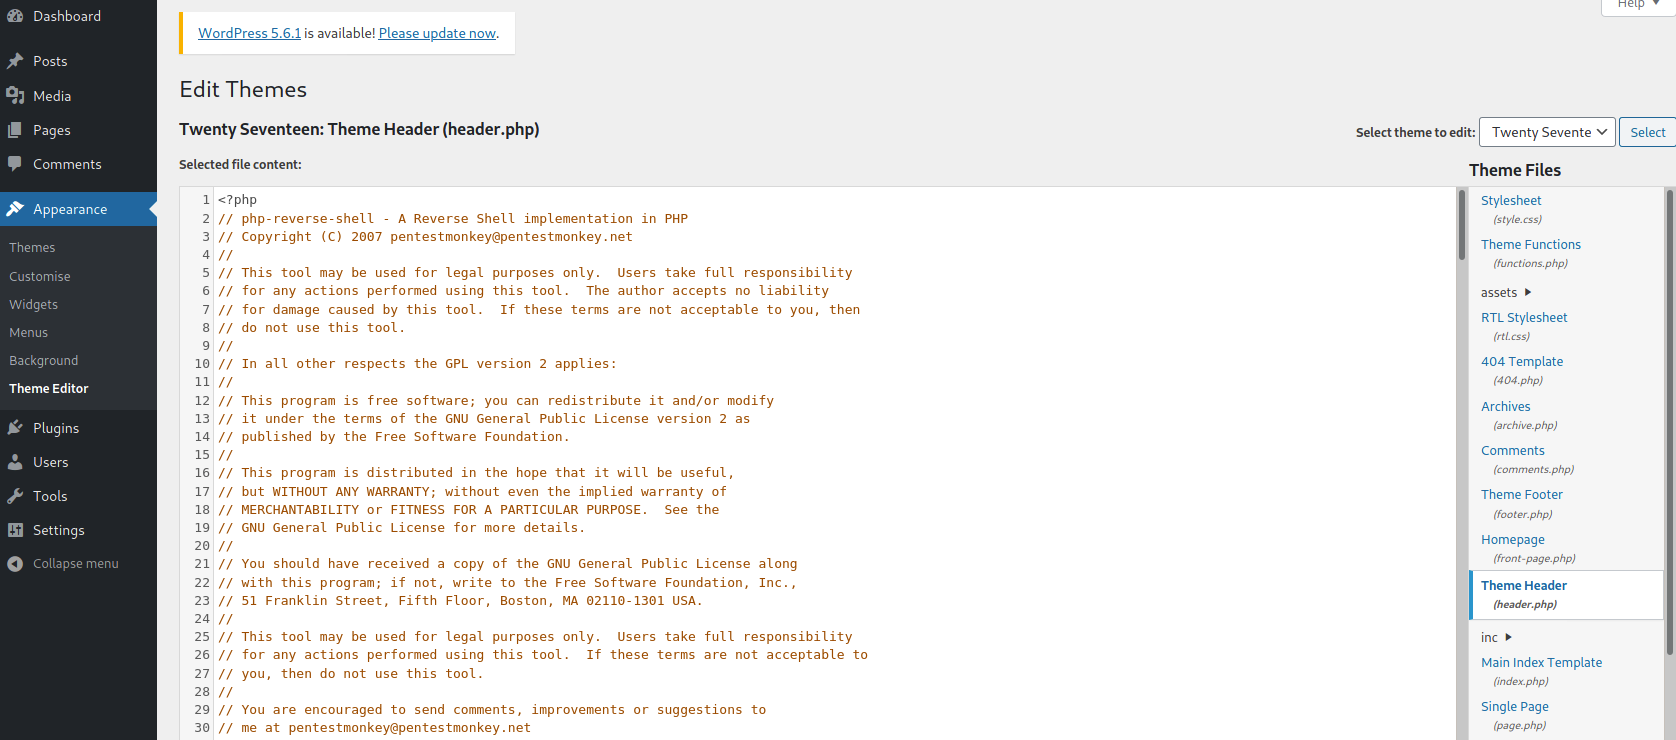 Dashboard
Posts
Media
Pages
Comments
Appearance
Themes
Customise
Widgets
Menus
Background
Theme Editor
Plugins
Users
Tools
Settings
Collapse menu
Help
WordPress 5.6.1 is available! Please update now.
Edit Themes
Twenty Seventeen: Theme Header (header.php)
Select theme to edit: Twenty Sevente Select
Selected file content:
1 <?php
2 // php-reverse-shell - A Reverse Shell implementation in PHP
3 // Copyright (C) 2007 pentestmonkey@pentestmonkey.net
4 //
5 // This tool may be used for legal purposes only.  Users take full responsibility
6 // for any actions performed using this tool.  The author accepts no liability
7 // for damage caused by this tool.  If these terms are not acceptable to you, then
8 // do not use this tool.
9 //
10 // In all other respects the GPL version 2 applies:
11 //
12 // This program is free software; you can redistribute it and/or modify
13 // it under the terms of the GNU General Public License version 2 as
14 // published by the Free Software Foundation.
15 //
16 // This program is distributed in the hope that it will be useful,
17 // but WITHOUT ANY WARRANTY; without even the implied warranty of
18 // MERCHANTABILITY or FITNESS FOR A PARTICULAR PURPOSE.  See the
19 // GNU General Public License for more details.
20 //
21 // You should have received a copy of the GNU General Public License along
22 // with this program; if not, write to the Free Software Foundation, Inc.,
23 // 51 Franklin Street, Fifth Floor, Boston, MA 02110-1301 USA.
24 //
25 // This tool may be used for legal purposes only.  Users take full responsibility
26 // for any actions performed using this tool.  If these terms are not acceptable to
27 // you, then do not use this tool.
28 //
29 // You are encouraged to send comments, improvements or suggestions to
30 // me at pentestmonkey@pentestmonkey.net
Theme Files
Stylesheet
(style.css)
Theme Functions
(functions.php)
assets
RTL Stylesheet
(rtl.css)
404 Template
(404.php)
Archives
(archive.php)
Comments
(comments.php)
Theme Footer
(footer.php)
Homepage
(front-page.php)
Theme Header
(header.php)
inc
Main Index Template
(index.php)
Single Page
(page.php)